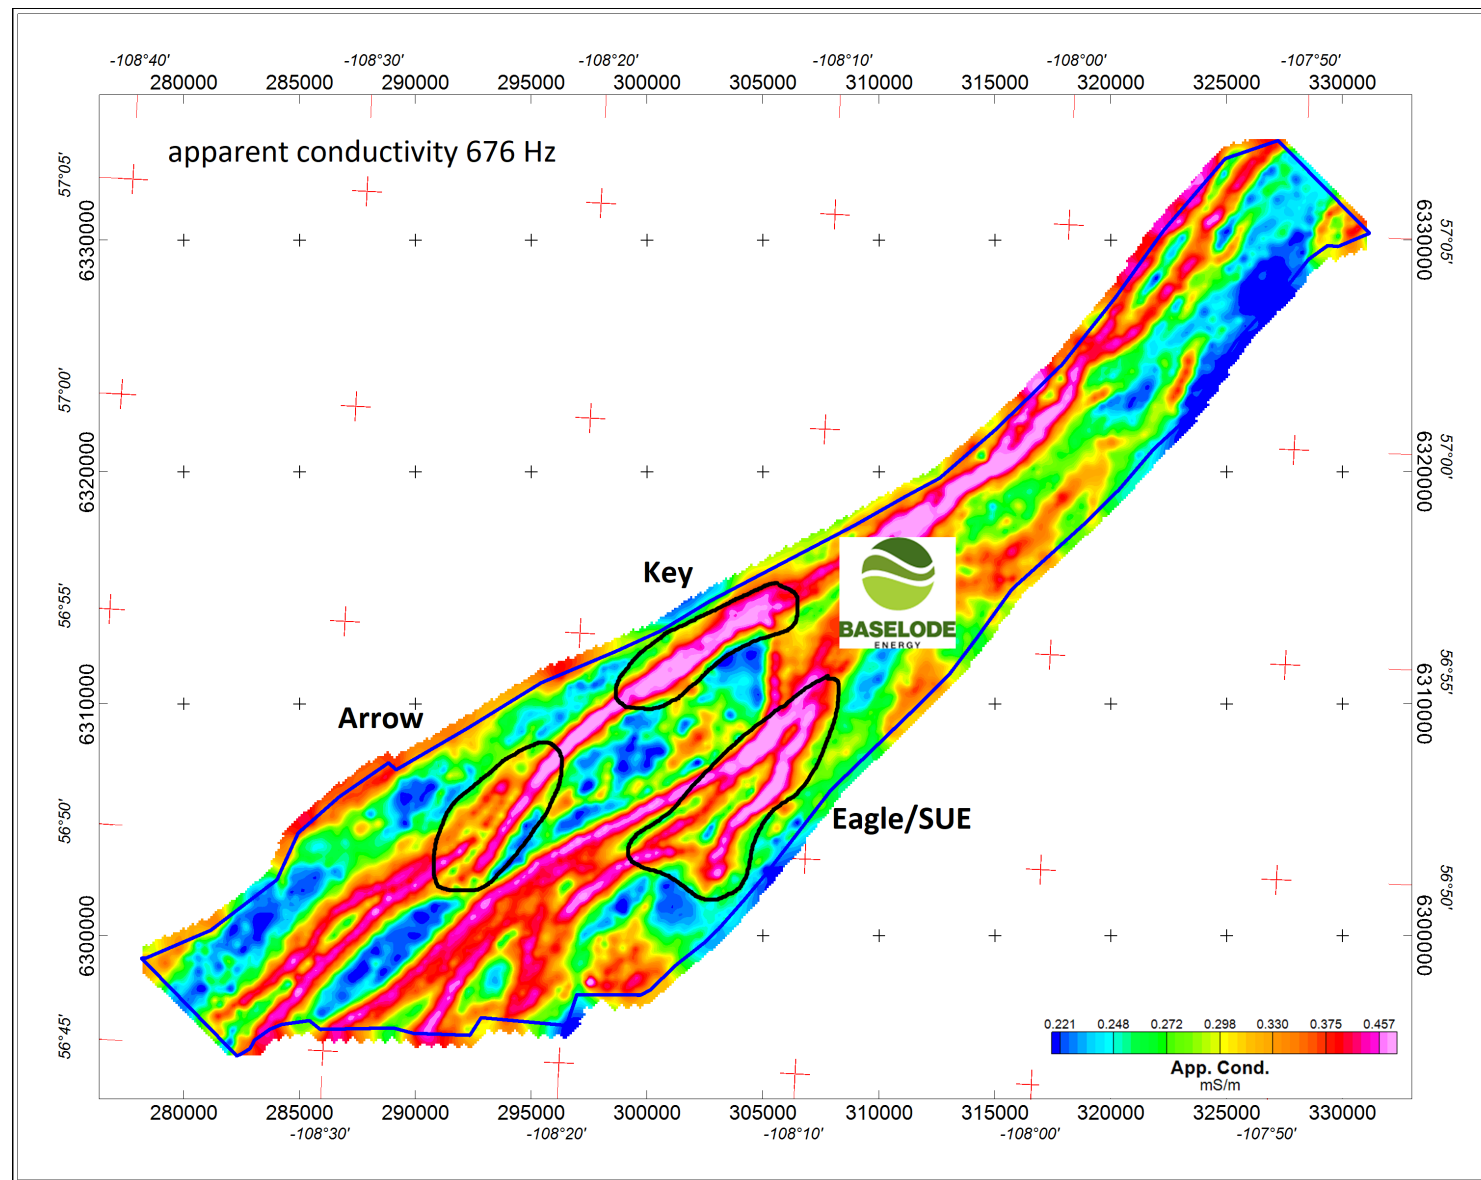 -108°40' -108°30' -108°20' -108°10' -108°00' -107°50'
280000 285000 290000 295000 300000 305000 310000 315000 320000 325000 330000
apparent conductivity 676 Hz
57°05'
6330000
6330000
57°05'
57°00'
6320000
6320000
57°00'
Key
BASELODE
ENERGY
56°55'
6310000
6310000
56°55'
Arrow
Eagle/SUE
56°50'
6300000
6300000
56°50'
56°45'
0.221 0.248 0.272 0.298 0.330 0.375 0.457
App. Cond.
mS/m
280000 285000 290000 295000 300000 305000 310000 315000 320000 325000 330000
-108°30' -108°20' -108°10' -108°00' -107°50'